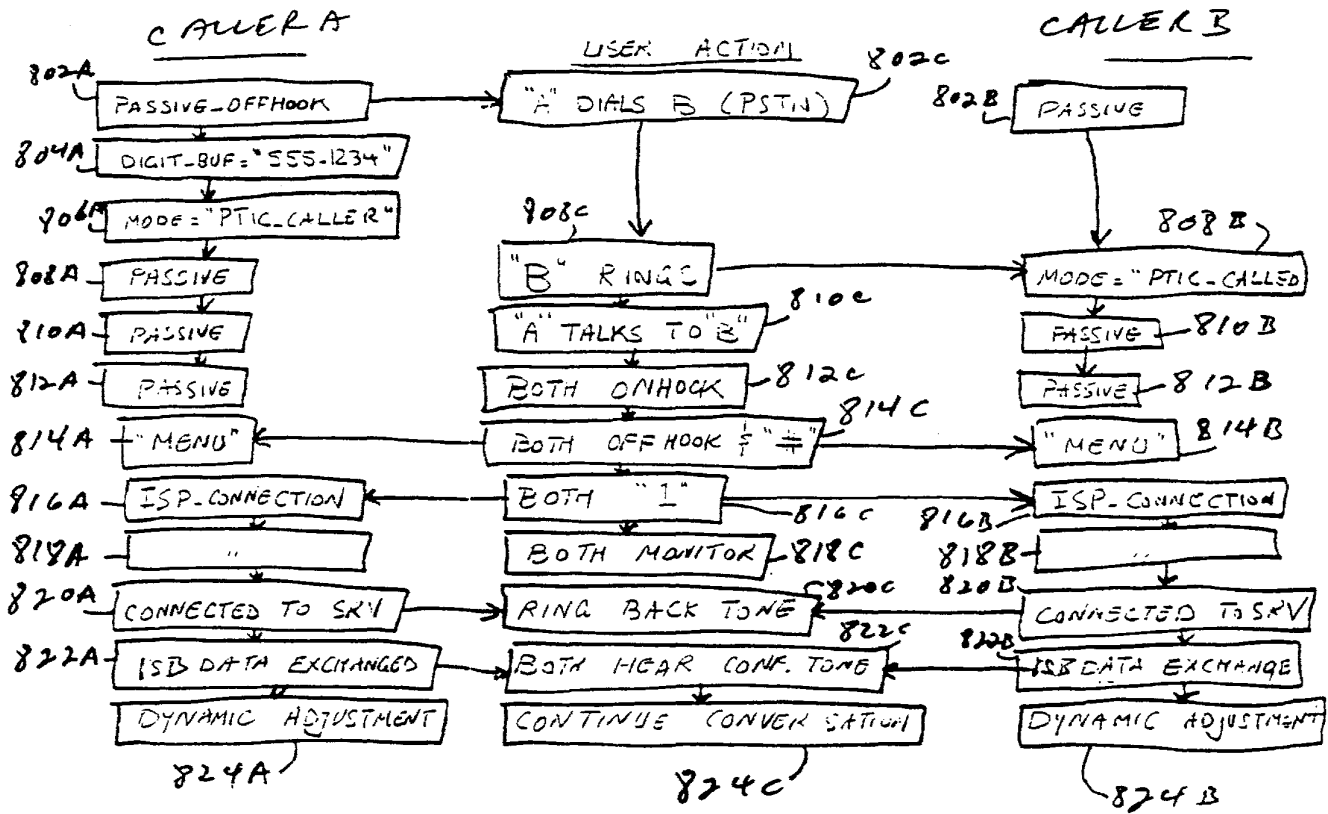 CALLER A
USER ACTION
CALLER B
802A
PASSIVE_OFFHOOK
"A" DIALS B (PSTN)
802C
802B
PASSIVE
804A
DIGIT_BUF="555-1234"
806A
MODE="PTIC_CALLER"
808C
808B
808A
PASSIVE
"B" RINGS
MODE="PTIC_CALLED
810A
PASSIVE
"A" TALKS TO "B"
810C
PASSIVE
810B
812A
PASSIVE
BOTH ONHOOK
812C
PASSIVE
812B
814A
"MENU"
BOTH OFFHOOK & "#"
814C
"MENU"
814B
816A
ISP_CONNECTION
BOTH "1"
816C
816B
ISP_CONNECTION
818A
"
BOTH MONITOR
818C
818B
"
820A
CONNECTED TO SRV
RING BACK TONE
820C
820B
CONNECTED TO SRV
822A
ISB DATA EXCHANGED
BOTH HEAR CONF. TONE
822C
822B
ISB DATA EXCHANGE
DYNAMIC ADJUSTMENT
CONTINUE CONVERSATION
DYNAMIC ADJUSTMENT
824A
824C
824B